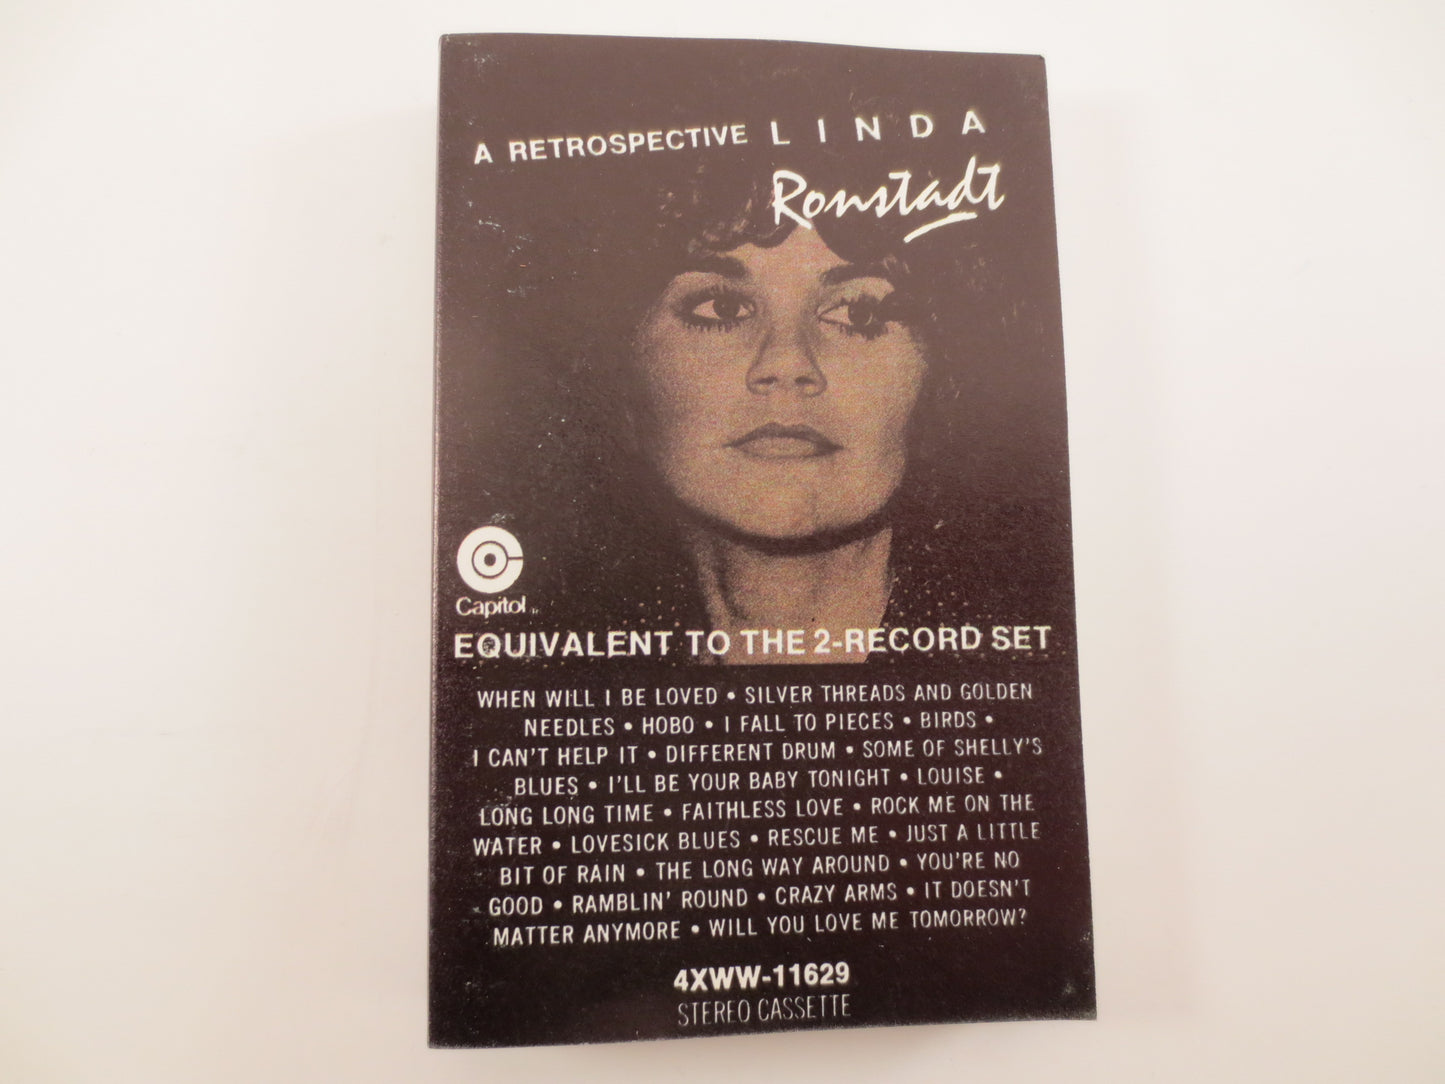 A RETROSPECTIVE LINDA
Ronstadt
Capitol
EQUIVALENT TO THE 2-RECORD SET
WHEN WILL I BE LOVED • SILVER THREADS AND GOLDEN
NEEDLES • HOBO • I FALL TO PIECES • BIRDS •
I CAN'T HELP IT • DIFFERENT DRUM • SOME OF SHELLY'S
BLUES • I'LL BE YOUR BABY TONIGHT • LOUISE •
LONG LONG TIME • FAITHLESS LOVE • ROCK ME ON THE
WATER • LOVESICK BLUES • RESCUE ME • JUST A LITTLE
BIT OF RAIN • THE LONG WAY AROUND • YOU'RE NO
GOOD • RAMBLIN' ROUND • CRAZY ARMS • IT DOESN'T
MATTER ANYMORE • WILL YOU LOVE ME TOMORROW?
4XWW-11629
STEREO CASSETTE